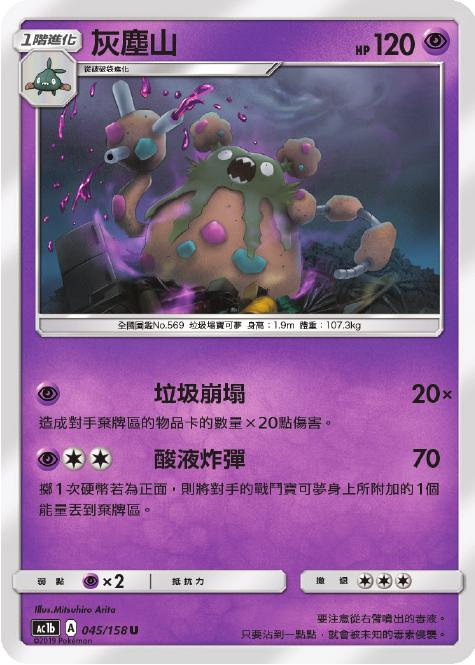 1階進化
灰塵山
HP 120
從破破袋進化
全國圖鑑No.569 垃圾場寶可夢 身高：1.9m 體重：107.3kg
垃圾崩塌 20×
造成對手棄牌區的物品卡的數量×20點傷害。
酸液炸彈 70
擲1次硬幣若為正面，則將對手的戰鬥寶可夢身上所附加的1個
能量丟到棄牌區。
弱點 ×2 抵抗力 撤退
Illus.Mitsuhiro Arita
AC1b A 045/158 U
©2019 Pokémon
要注意從右臂噴出的毒液。
只要沾到一點點，就會被未知的毒素侵襲。